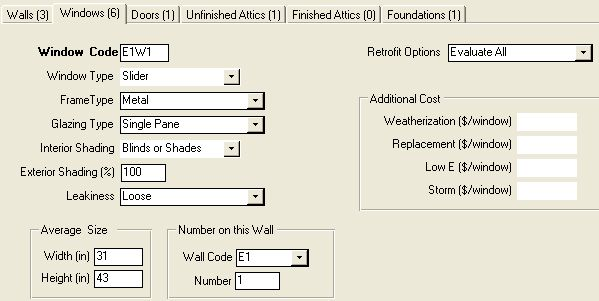 Walls (3) Windows (6) Doors (1) Unfinished Attics (1) Finished Attics (0) Foundations (1)
Window Code E1W1 Retrofit Options Evaluate All
Window Type Slider
FrameType Metal
Additional Cost
Glazing Type Single Pane Weatherization ($/window)
Interior Shading Blinds or Shades Replacement ($/window)
Exterior Shading (%) 100 Low E ($/window)
Leakiness Loose Storm ($/window)
Average Size Number on this Wall
Width (in) 31 Wall Code E1
Height (in) 43 Number 1